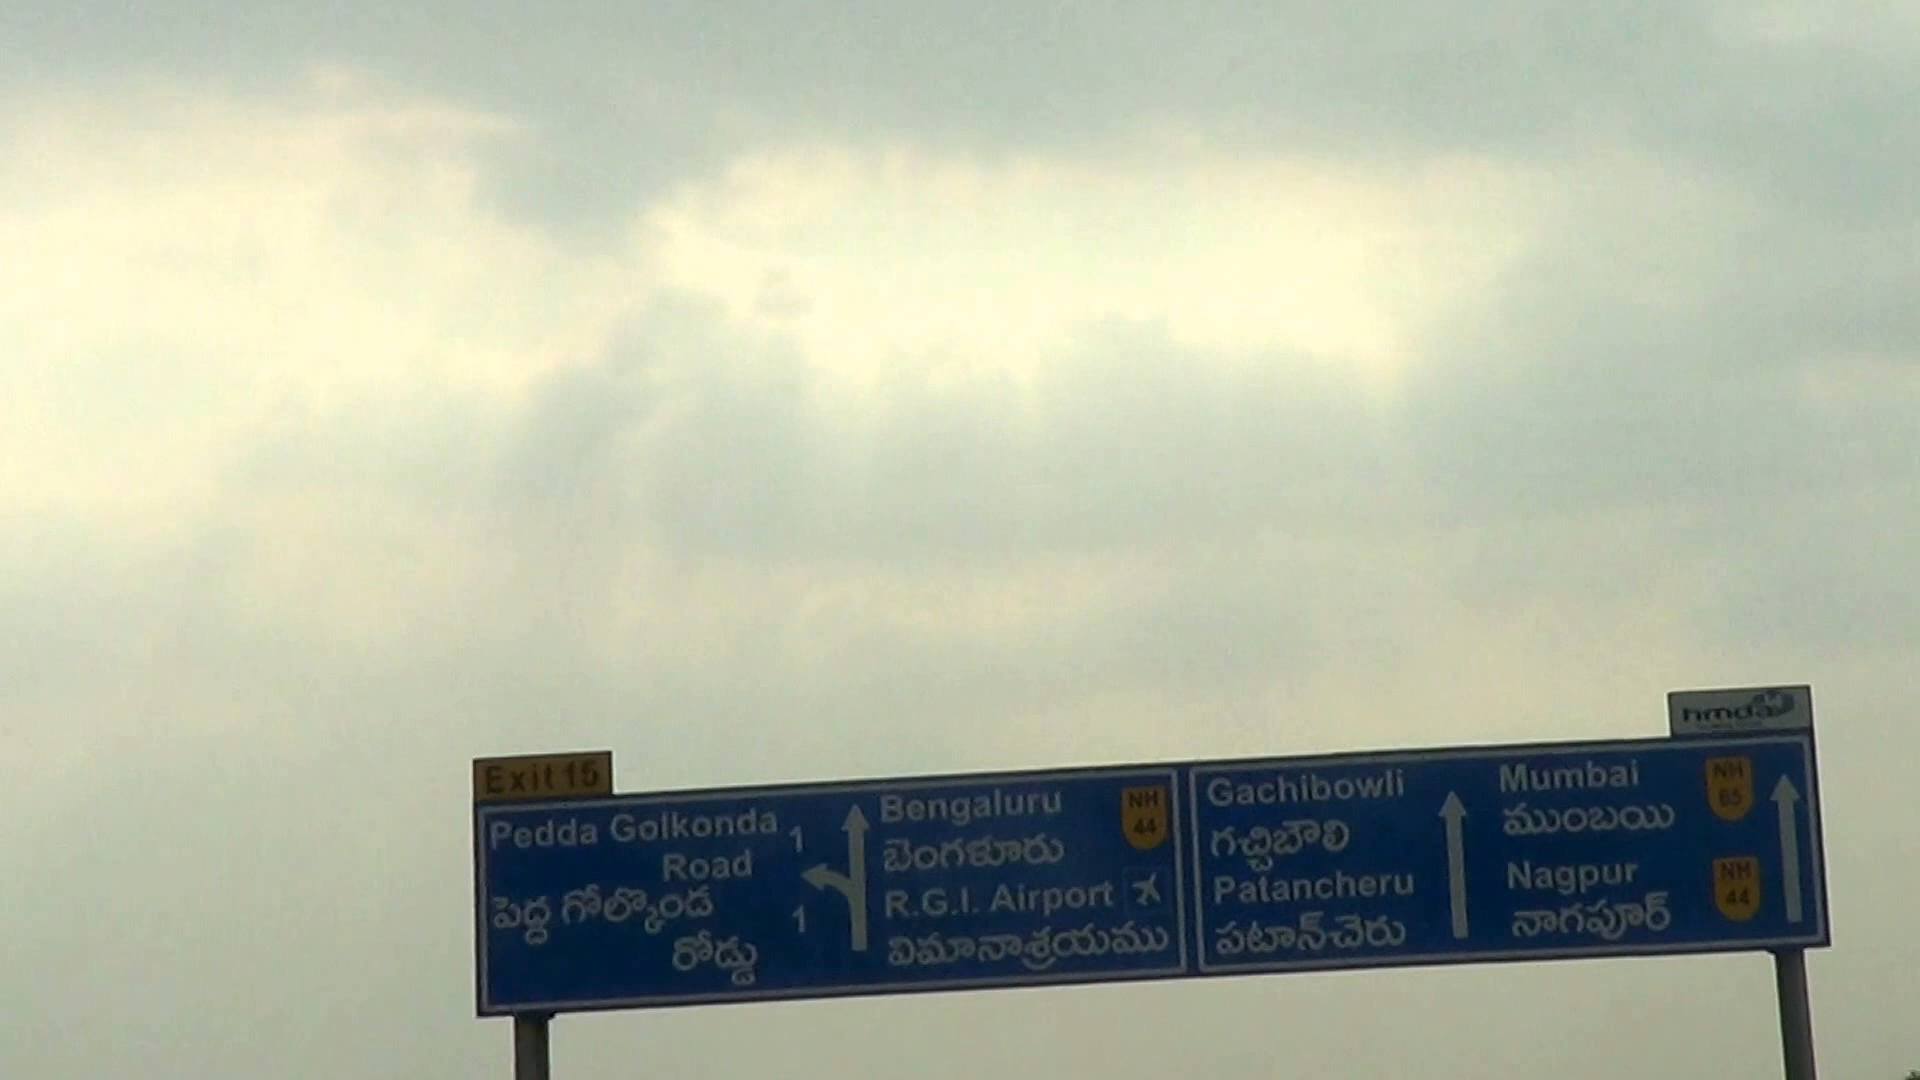 hmda
Exit 15
Pedda Golkonda 1
Road
పెద్ద గోల్కొండ
రోడ్డు 1
Bengaluru NH 44
బెంగళూరు
R.G.I. Airport
విమానాశ్రయము
Gachibowli
గచ్చిబౌలి
Patancheru
పటాన్‌చెరు
Mumbai NH 65
ముంబయి
Nagpur NH 44
నాగపూర్